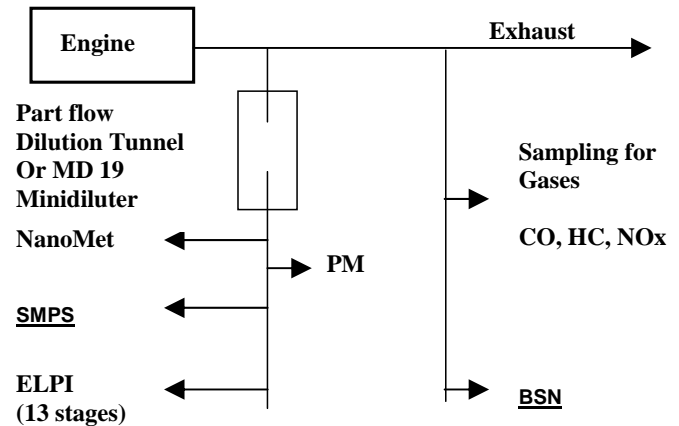 Engine
Exhaust
Part flow
Dilution Tunnel
Or MD 19
Minidiluter
Sampling for
Gases
CO, HC, NOx
NanoMet
PM
SMPS
ELPI
(13 stages)
BSN